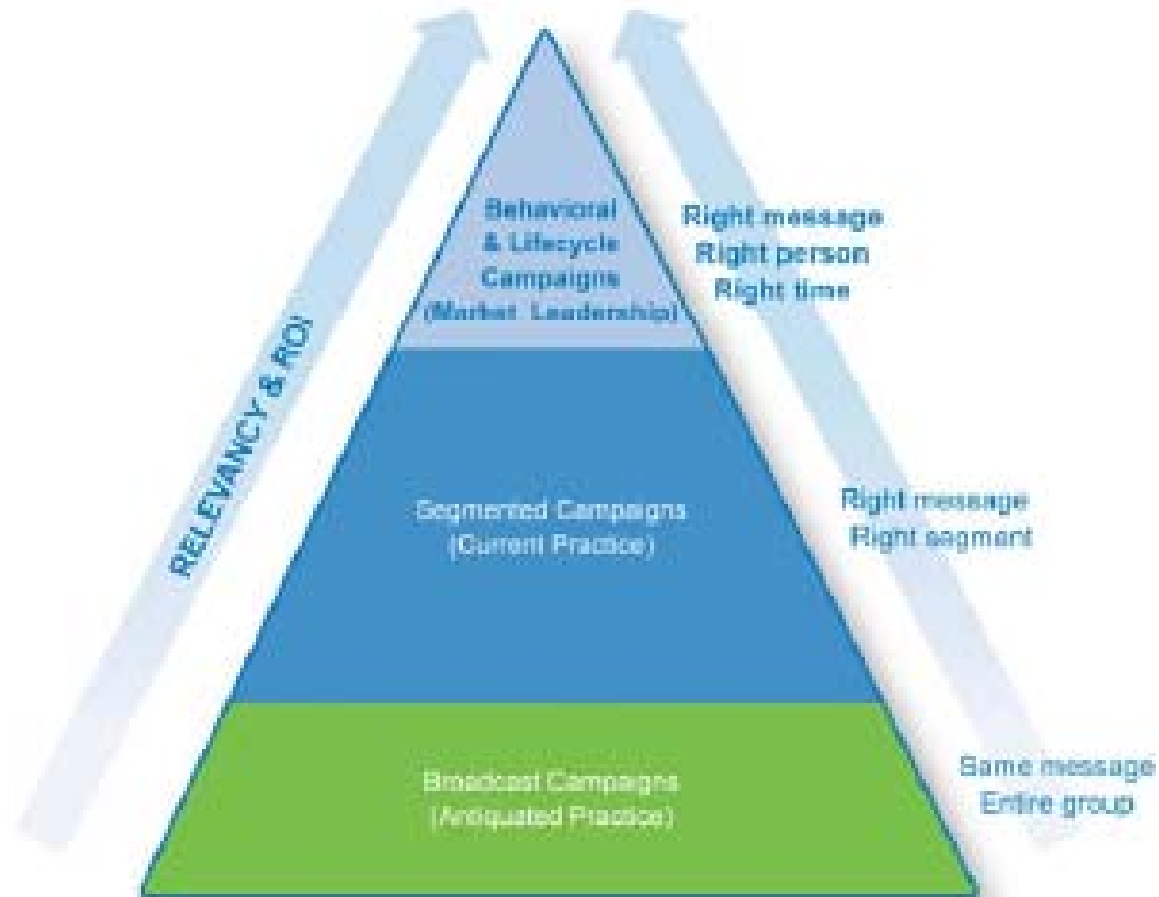 Behavioral
& Lifecycle
Campaigns
(Market Leadership)
Right message
Right person
Right time
RELEVANCY & ROI
Segmented Campaigns
(Current Practice)
Right message
Right segment
Broadcast Campaigns
(Antiquated Practice)
Same message
Entire group